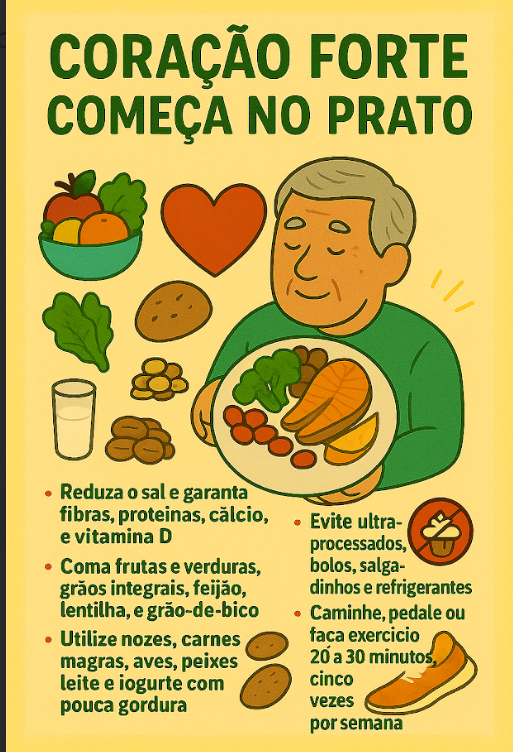 CORAÇÃO FORTE
COMEÇA NO PRATO
• Reduza o sal e garanta
fibras, proteinas, càlcio,
e vitamina D
• Coma frutas e verduras,
grãos integrais, feijão,
lentilha, e grão-de-bico
• Utilize nozes, carnes
magras, aves, peixes
leite e iogurte com
pouca gordura
• Evite ultra-
processados,
bolos, salga-
dinhos e refrigerantes
• Caminhe, pedale ou
faca exercicio
20 a 30 minutos,
cinco
vezes
por semana